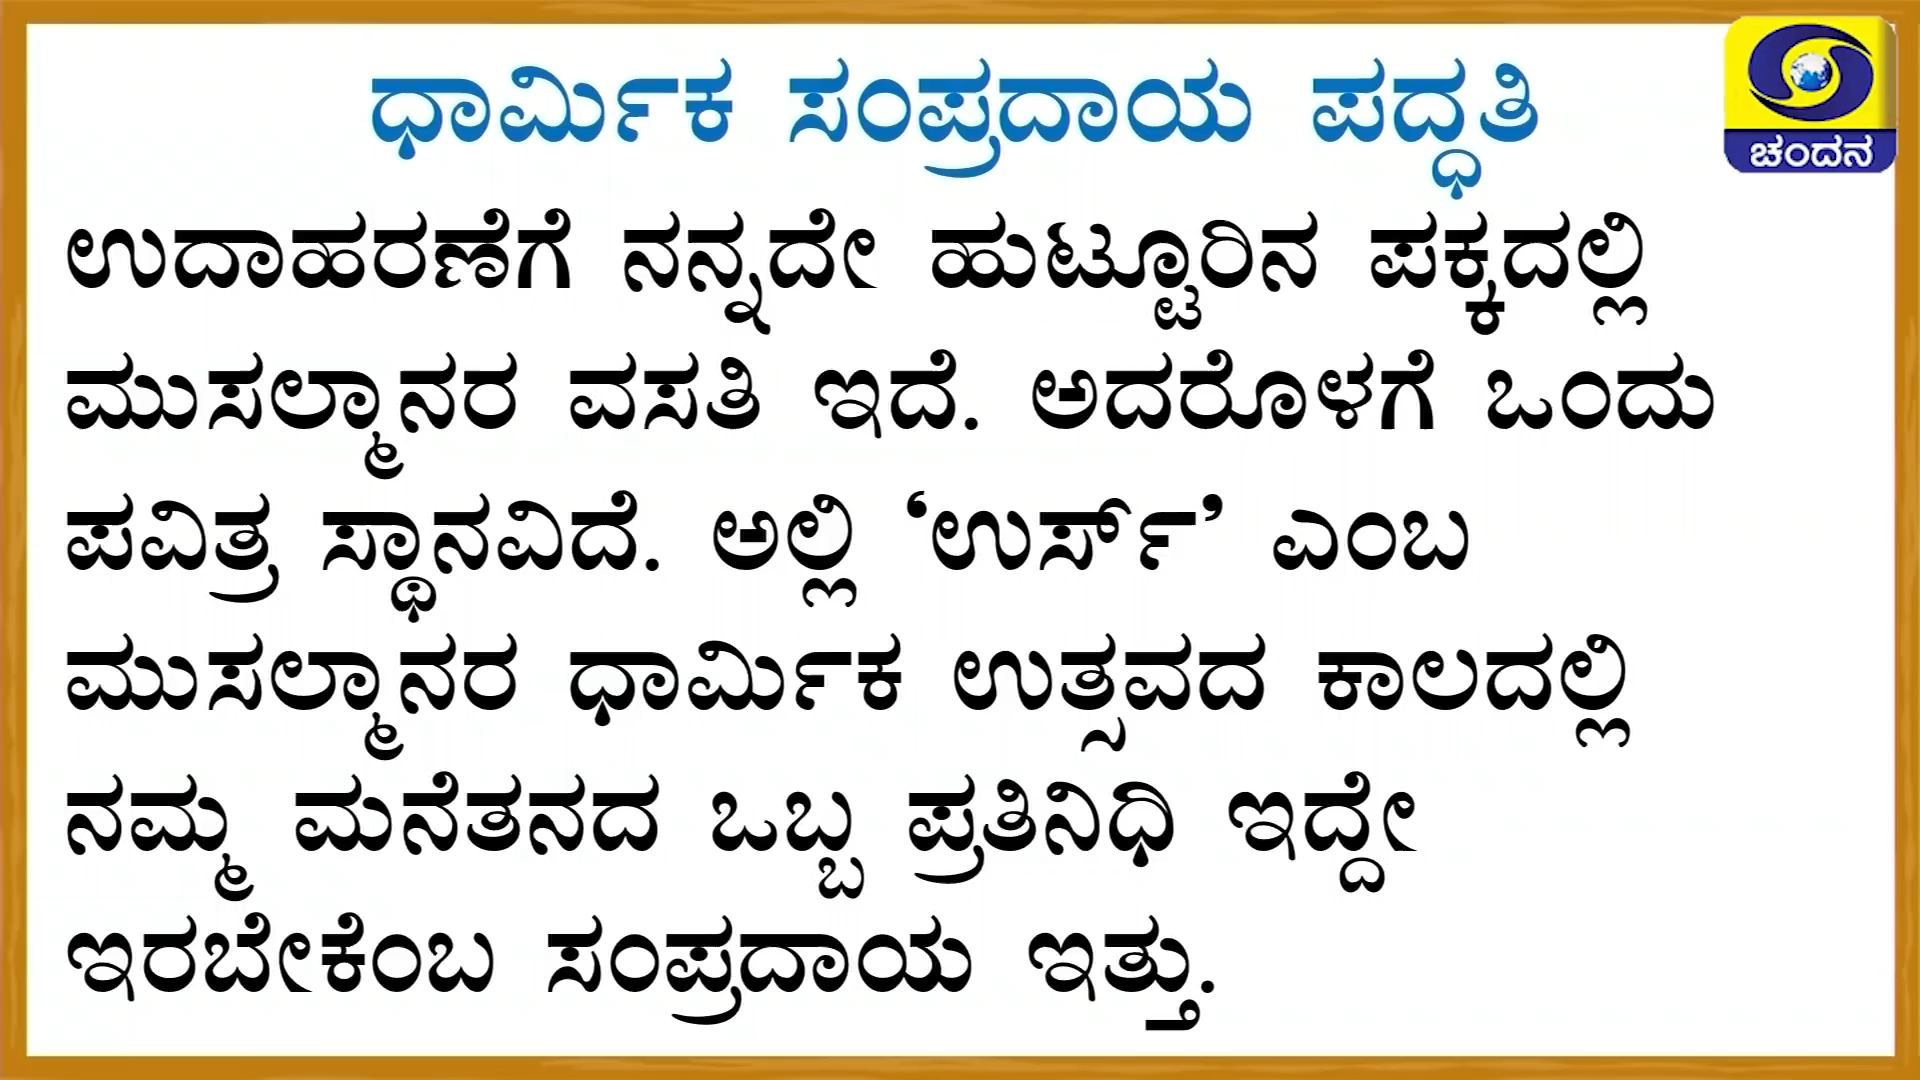 ಧಾರ್ಮಿಕ ಸಂಪ್ರದಾಯ ಪದ್ಧತಿ
ಚಂದನ
ಉದಾಹರಣೆಗೆ ನನ್ನದೇ ಹುಟ್ಟೂರಿನ ಪಕ್ಕದಲ್ಲಿ
ಮುಸಲ್ಮಾನರ ವಸತಿ ಇದೆ. ಅದರೊಳಗೆ ಒಂದು
ಪವಿತ್ರ ಸ್ಥಾನವಿದೆ. ಅಲ್ಲಿ ‘ಉರ್ಸ್’ ಎಂಬ
ಮುಸಲ್ಮಾನರ ಧಾರ್ಮಿಕ ಉತ್ಸವದ ಕಾಲದಲ್ಲಿ
ನಮ್ಮ ಮನೆತನದ ಒಬ್ಬ ಪ್ರತಿನಿಧಿ ಇದ್ದೇ
ಇರಬೇಕೆಂಬ ಸಂಪ್ರದಾಯ ಇತ್ತು.